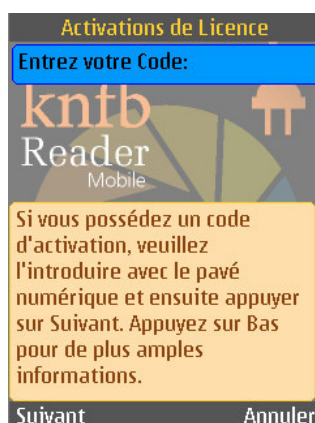 Activations de Licence
Entrez votre Code:
knfb
Reader
Mobile
Si vous possédez un code
d'activation, veuillez
l'introduire avec le pavé
numérique et ensuite appuyer
sur Suivant. Appuyez sur Bas
pour de plus amples
informations.
Suivant Annuler